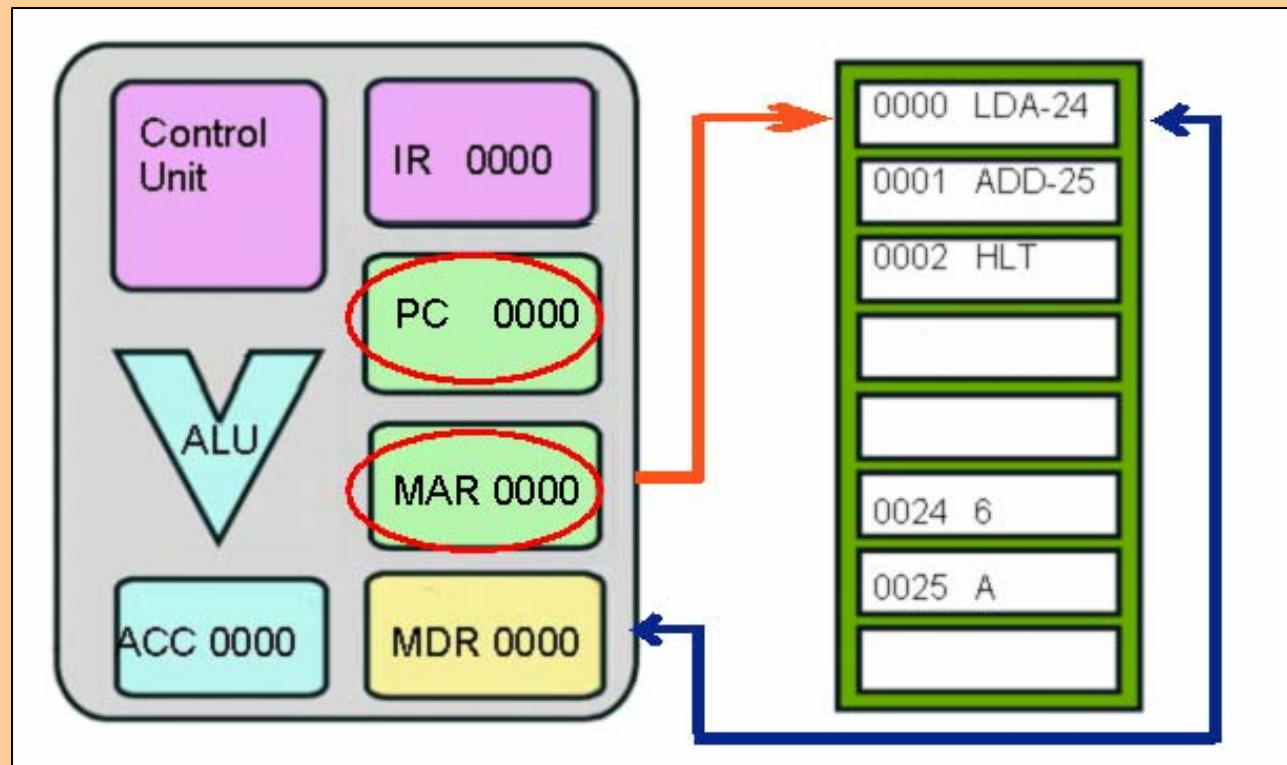 Control
Unit
IR 0000
PC 0000
MAR 0000
ALU
ACC 0000
MDR 0000
0000 LDA-24
0001 ADD-25
0002 HLT
0024 6
0025 A